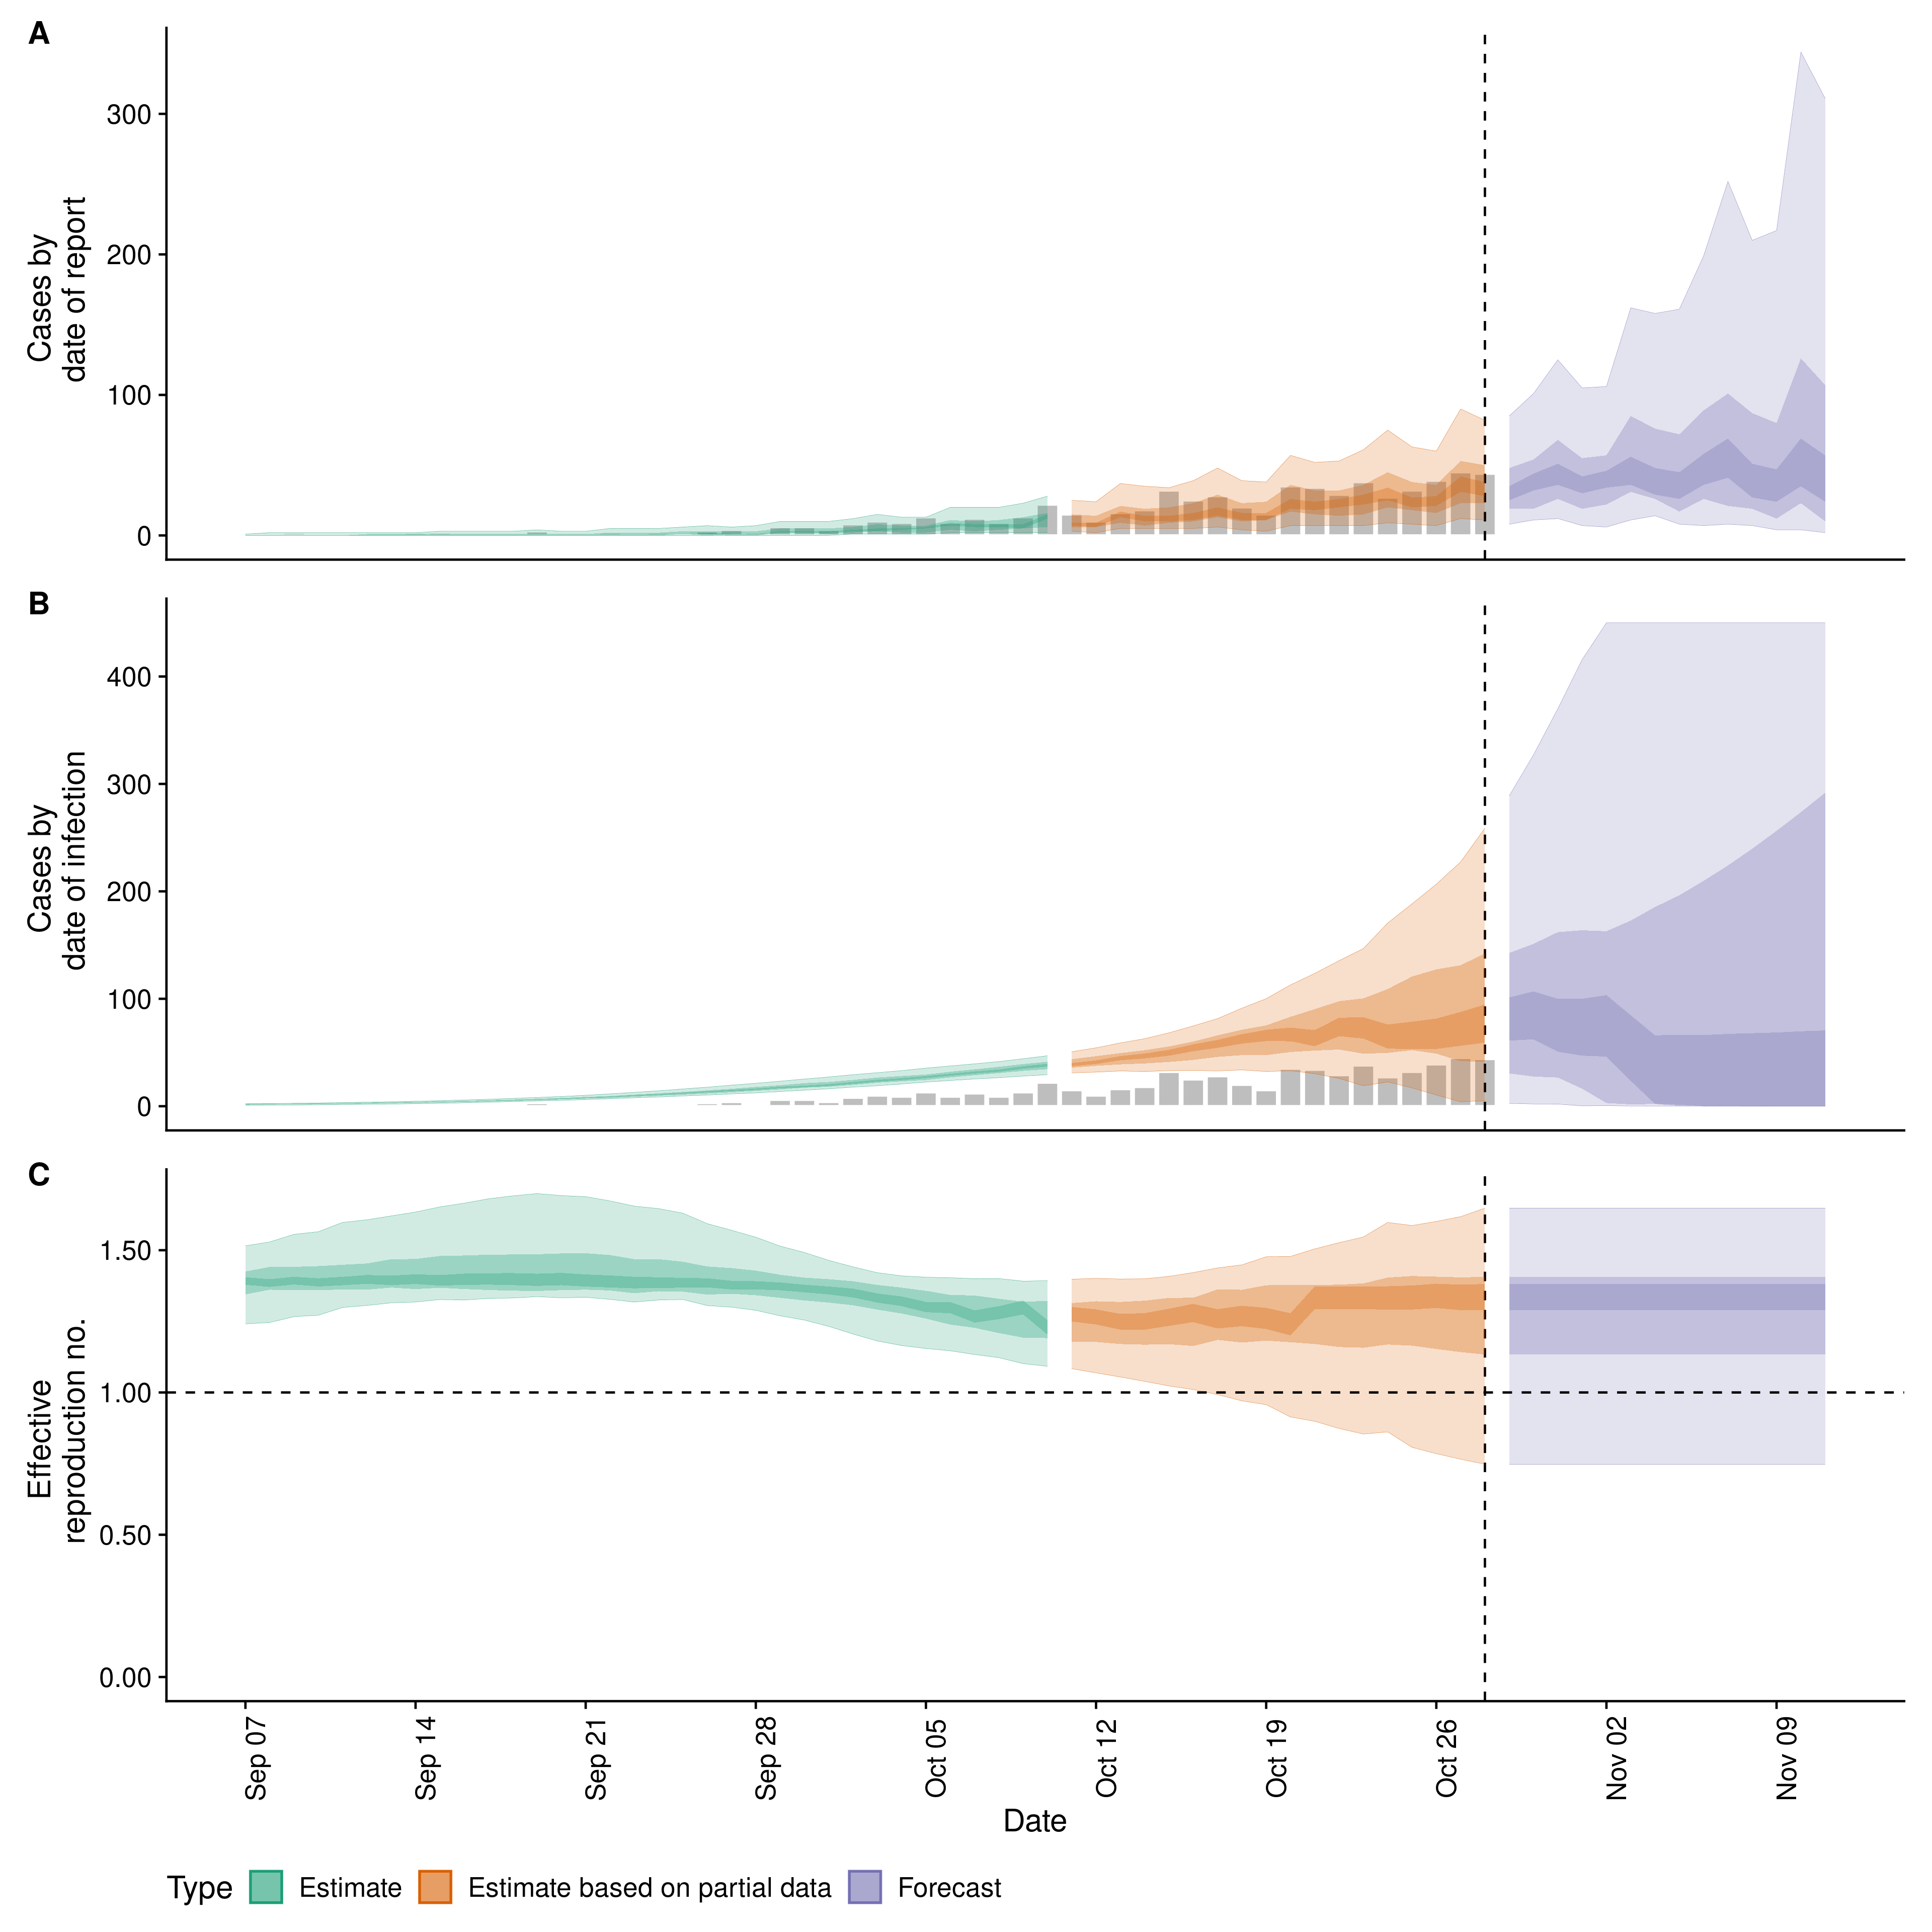 A
Cases by
date of report
300
200
100
0
B
Cases by
date of infection
400
300
200
100
0
C
Effective
reproduction no.
1.50
1.00
0.50
0.00
Sep 07
Sep 14
Sep 21
Sep 28
Oct 05
Oct 12
Oct 19
Oct 26
Nov 02
Nov 09
Date
Type Estimate Estimate based on partial data Forecast